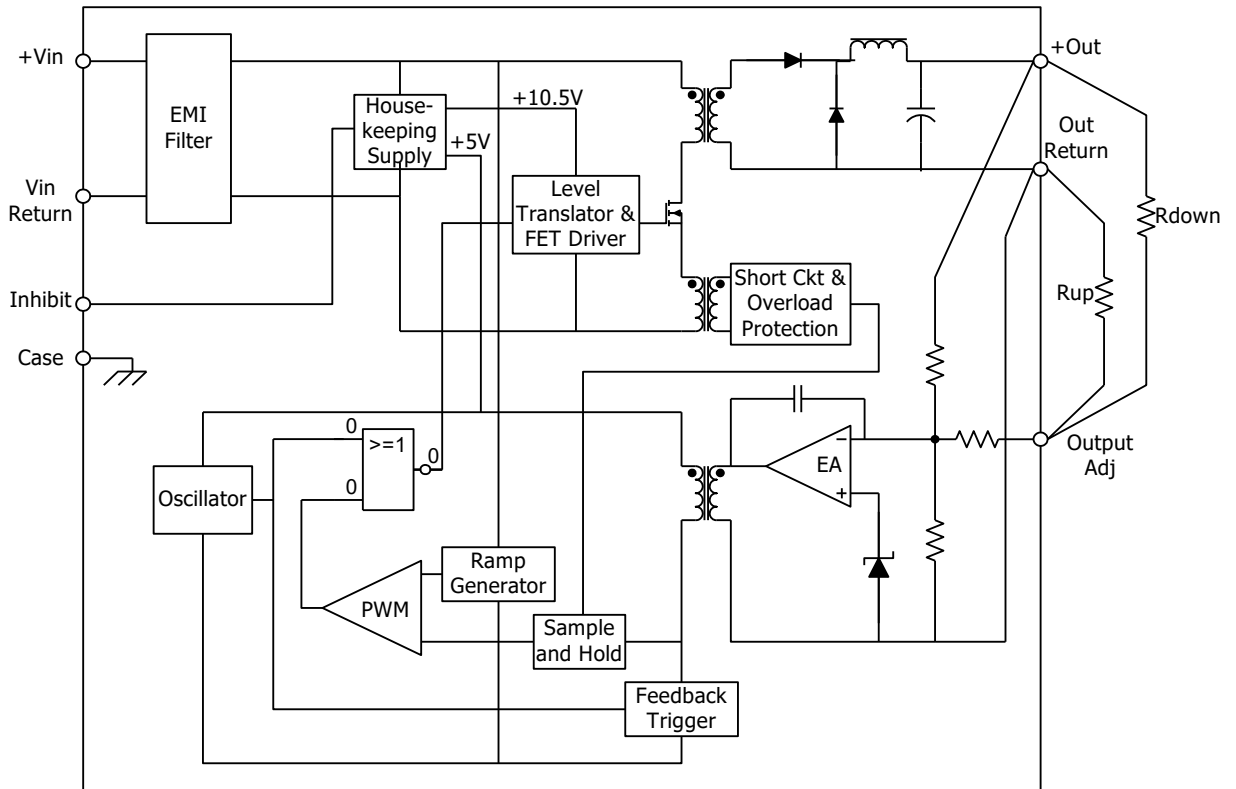 +Vin
EMI
Filter
House-
keeping
Supply
+10.5V
+5V
+Out
Out
Return
Vin
Return
Level
Translator &
FET Driver
Rdown
Inhibit
Short Ckt &
Overload
Protection
Rup
Case
0
>=1
0
0
EA
−
+
Output
Adj
Oscillator
Ramp
Generator
PWM
Sample
and Hold
Feedback
Trigger